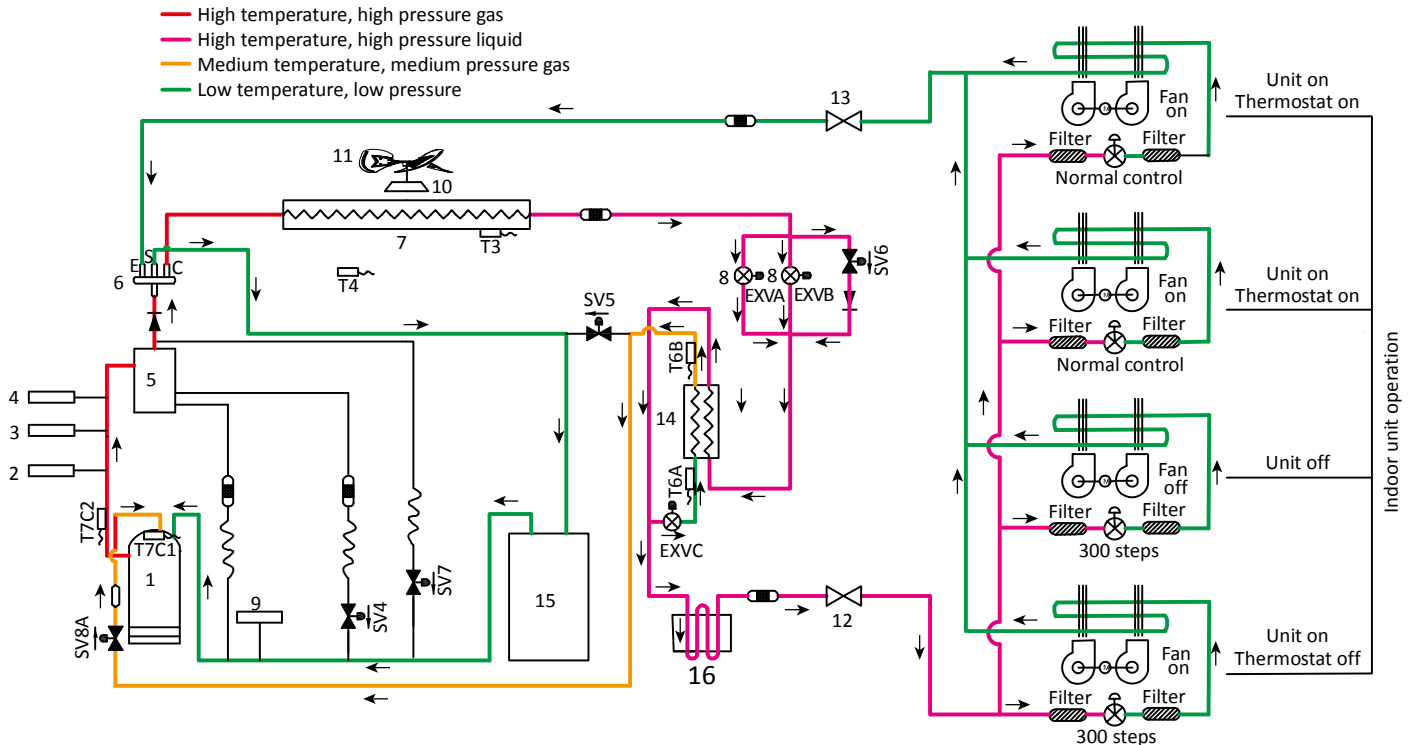 High temperature, high pressure gas
High temperature, high pressure liquid
Medium temperature, medium pressure gas
Low temperature, low pressure
13
11
10
7
T3
T4
E S C
6
8
8
EXVA
EXVB
SV6
SV5
T6B
14
T6A
EXVC
5
4
3
2
T7C2
T7C1
1
SV8A
9
SV4
SV7
15
16
12
Fan
on
Filter
Filter
Normal control
Unit on
Thermostat on
Fan
on
Filter
Filter
Normal control
Unit on
Thermostat on
Fan
off
Filter
Filter
300 steps
Unit off
Fan
on
Filter
Filter
300 steps
Unit on
Thermostat off
Indoor unit operation
M
M
M
M